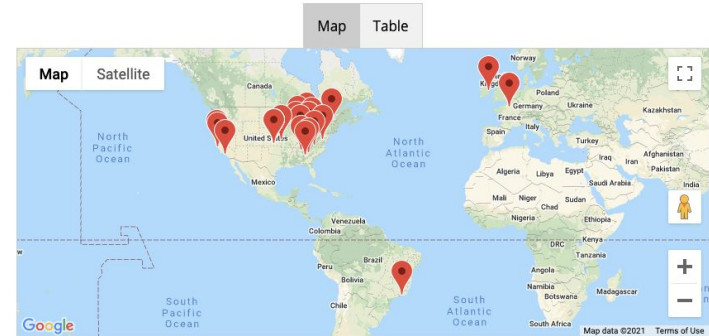 Map Table
Map Satellite
Norway
Canada
Poland
Germany
Ukraine
Kazakhstan
France
North
Pacific
Ocean
United
North
Atlantic
Ocean
Spain
Italy
Turkey
Iraq
Iran
Afghanistan
Pakistan
Algeria
Libya
Egypt
Saudi Arabia
India
Mexico
Mali
Niger
Chad
Sudan
Nigeria
Ethiopia
Venezuela
Colombia
DRC
Kenya
Tanzania
Peru
Brazil
Bolivia
Angola
Namibia
Botswana
Madagascar
South
Pacific
Ocean
Chile
South
Atlantic
Ocean
South Africa
Google
Map data ©2021 Terms of Use